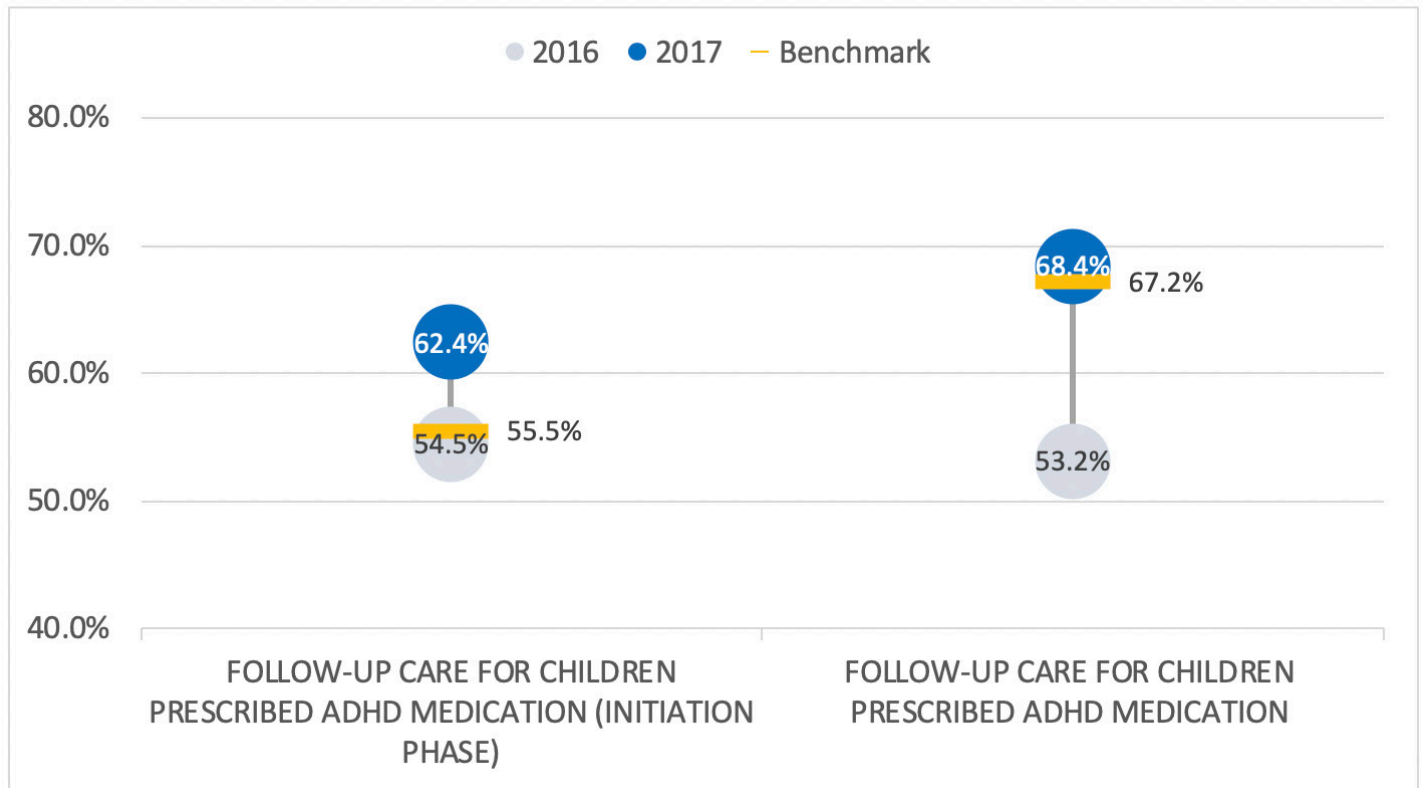 2016 2017 Benchmark
80.0%
70.0%
68.4%
67.2%
62.4%
60.0%
55.5%
54.5%
53.2%
50.0%
40.0%
FOLLOW-UP CARE FOR CHILDREN
PRESCRIBED ADHD MEDICATION (INITIATION
PHASE)
FOLLOW-UP CARE FOR CHILDREN
PRESCRIBED ADHD MEDICATION